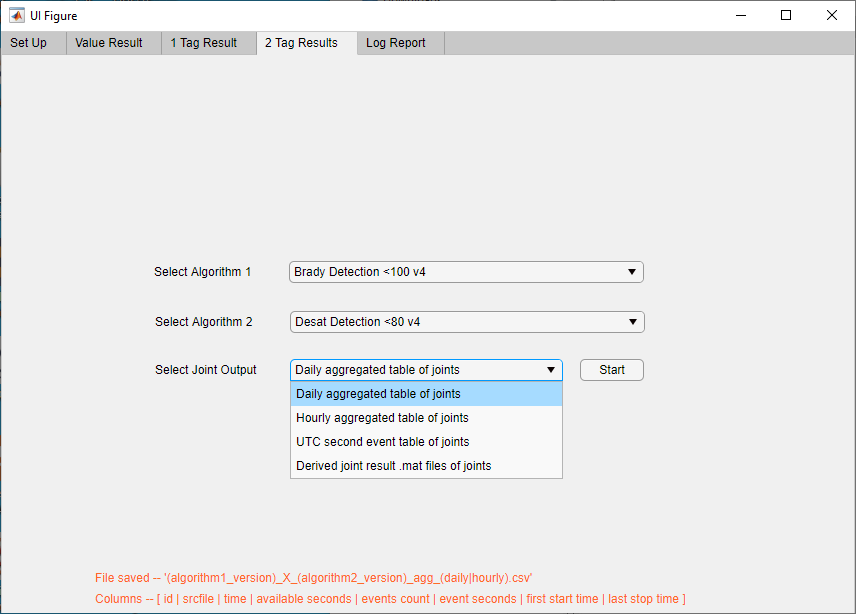 UI Figure
Set Up Value Result 1 Tag Result 2 Tag Results Log Report
Select Algorithm 1 Brady Detection <100 v4
Select Algorithm 2 Desat Detection <80 v4
Select Joint Output Daily aggregated table of joints Start
Daily aggregated table of joints
Hourly aggregated table of joints
UTC second event table of joints
Derived joint result .mat files of joints
File saved -- '(algorithm1_version)_X_(algorithm2_version)_agg_(daily|hourly).csv'
Columns -- [ id | srcfile | time | available seconds | events count | event seconds | first start time | last stop time ]